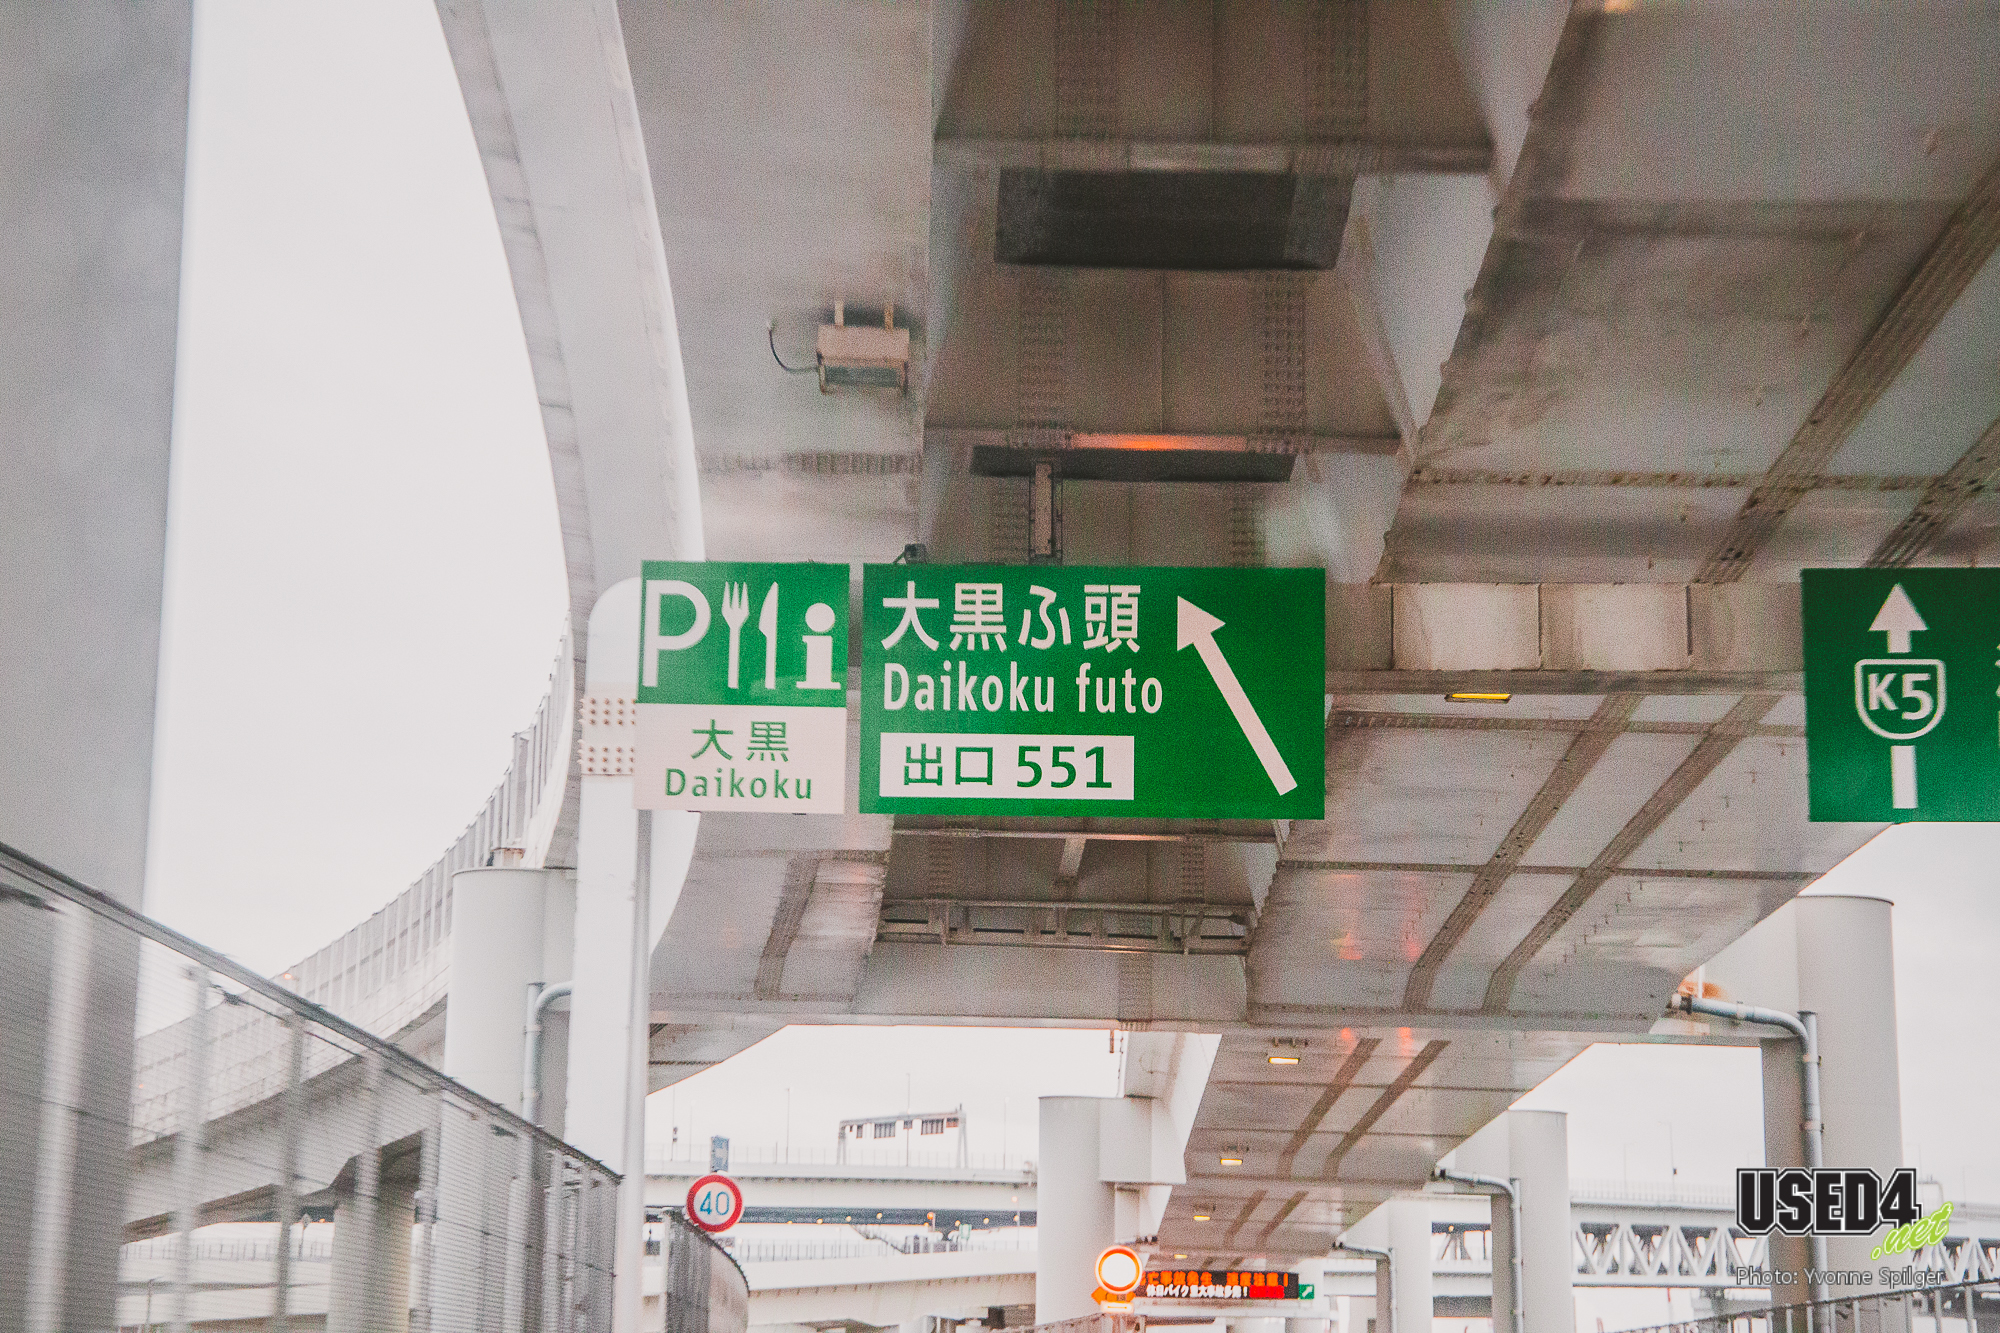 P i
大黒
Daikoku
大黒ふ頭
Daikoku futo
出口 551
K5
40
USED4
.net
Photo: Yvonne Spilger